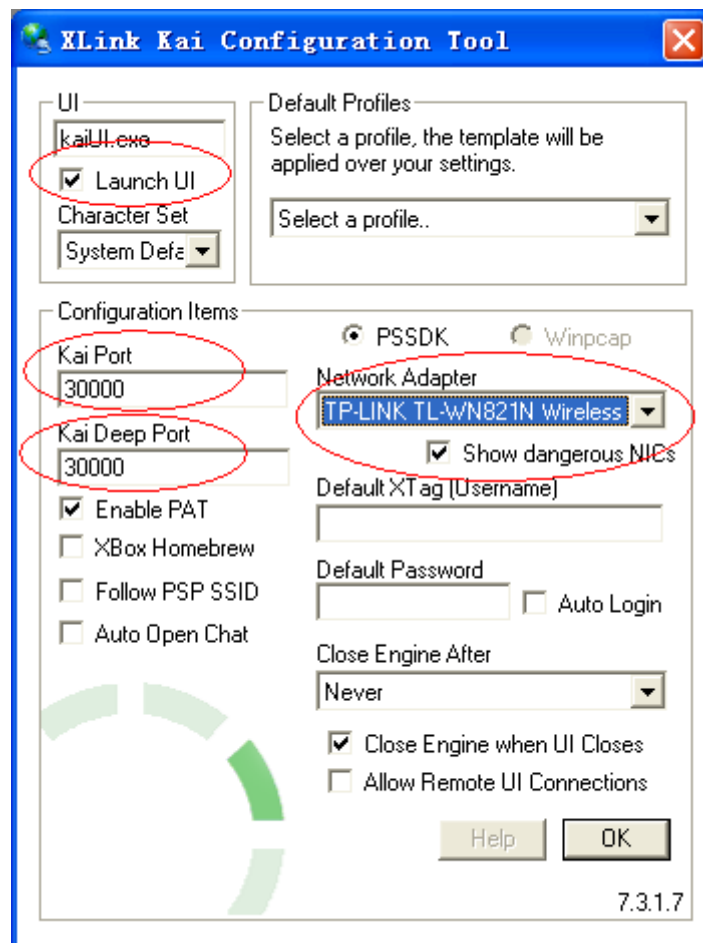 XLink Kai Configuration Tool
UI
kaiUI.exe
Launch UI
Character Set
System Defa
Default Profiles
Select a profile, the template will be
applied over your settings.
Select a profile..
Configuration Items
PSSDK
Winpcap
Kai Port
30000
Kai Deep Port
30000
Enable PAT
XBox Homebrew
Follow PSP SSID
Auto Open Chat
Network Adapter
TP-LINK TL-WN821N Wireless
Show dangerous NICs
Default XTag (Username)
Default Password
Auto Login
Close Engine After
Never
Close Engine when UI Closes
Allow Remote UI Connections
Help
OK
7.3.1.7